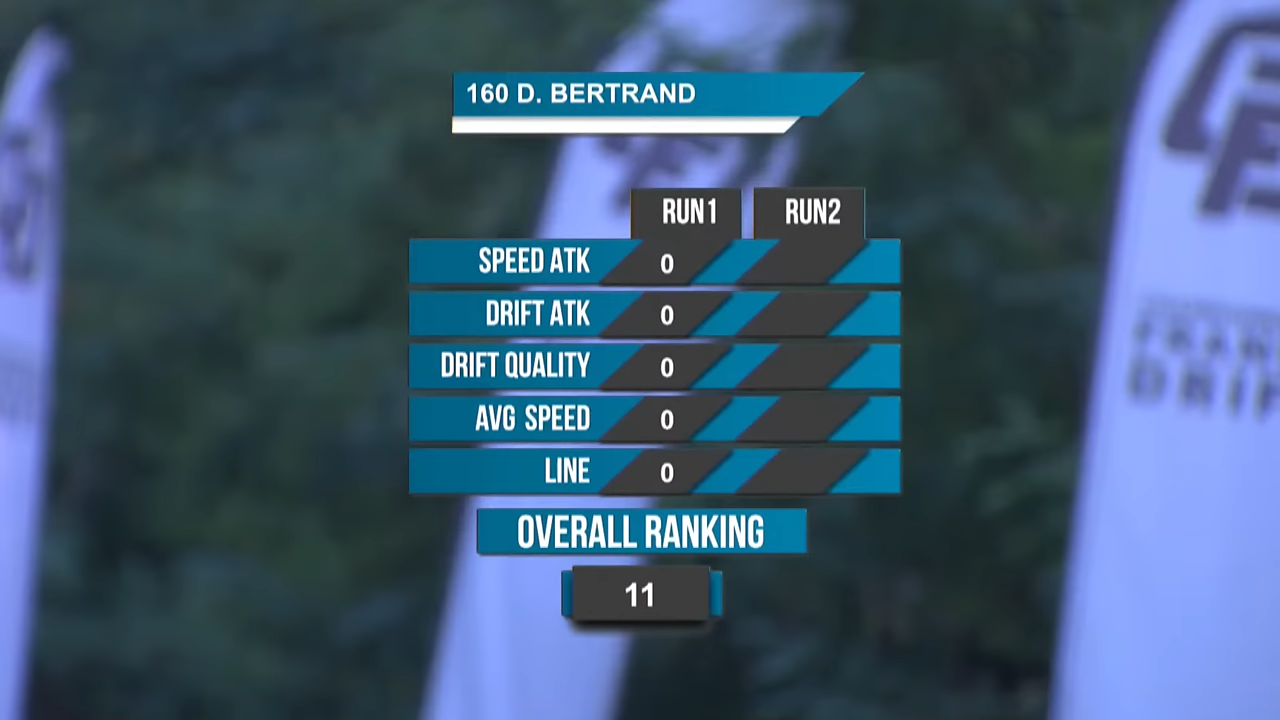 160 D. BERTRAND
RUN1 RUN2
SPEED ATK 0
DRIFT ATK 0
DRIFT QUALITY 0
AVG SPEED 0
LINE 0
OVERALL RANKING
11